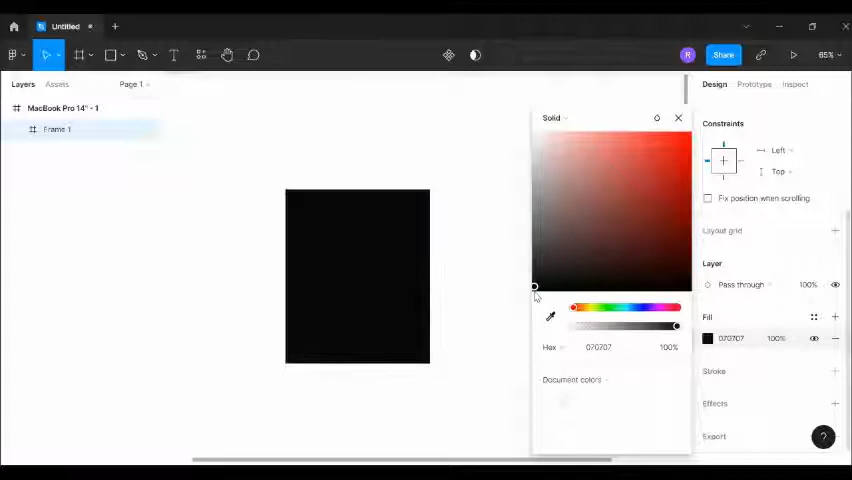 Untitled
R
Share
65%
Layers
Assets
Page 1
Design
Prototype
Inspect
MacBook Pro 14" - 1
Frame 1
Solid
Constraints
Left
Top
Fix position when scrolling
Layout grid
Layer
Pass through
100%
Fill
070707
100%
Hex
070707
100%
Stroke
Document colors
Effects
Export
?